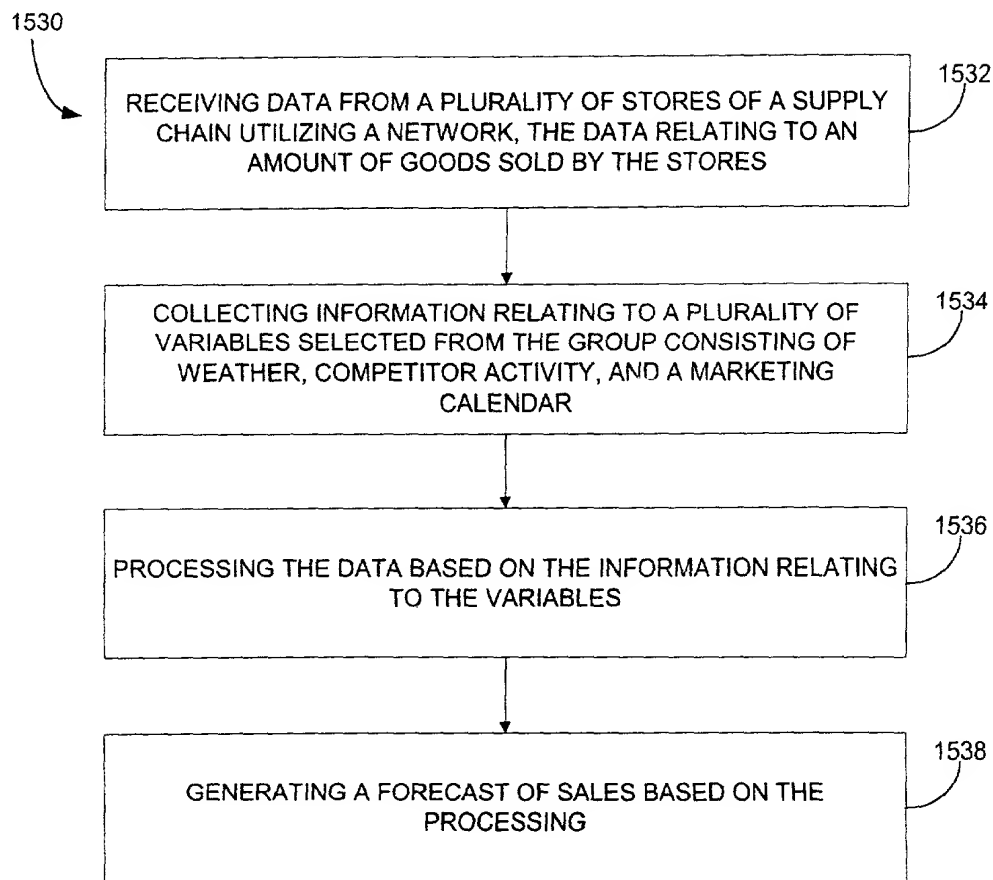 1530
1532
RECEIVING DATA FROM A PLURALITY OF STORES OF A SUPPLY
CHAIN UTILIZING A NETWORK, THE DATA RELATING TO AN
AMOUNT OF GOODS SOLD BY THE STORES
1534
COLLECTING INFORMATION RELATING TO A PLURALITY OF
VARIABLES SELECTED FROM THE GROUP CONSISTING OF
WEATHER, COMPETITOR ACTIVITY, AND A MARKETING
CALENDAR
1536
PROCESSING THE DATA BASED ON THE INFORMATION RELATING
TO THE VARIABLES
1538
GENERATING A FORECAST OF SALES BASED ON THE
PROCESSING